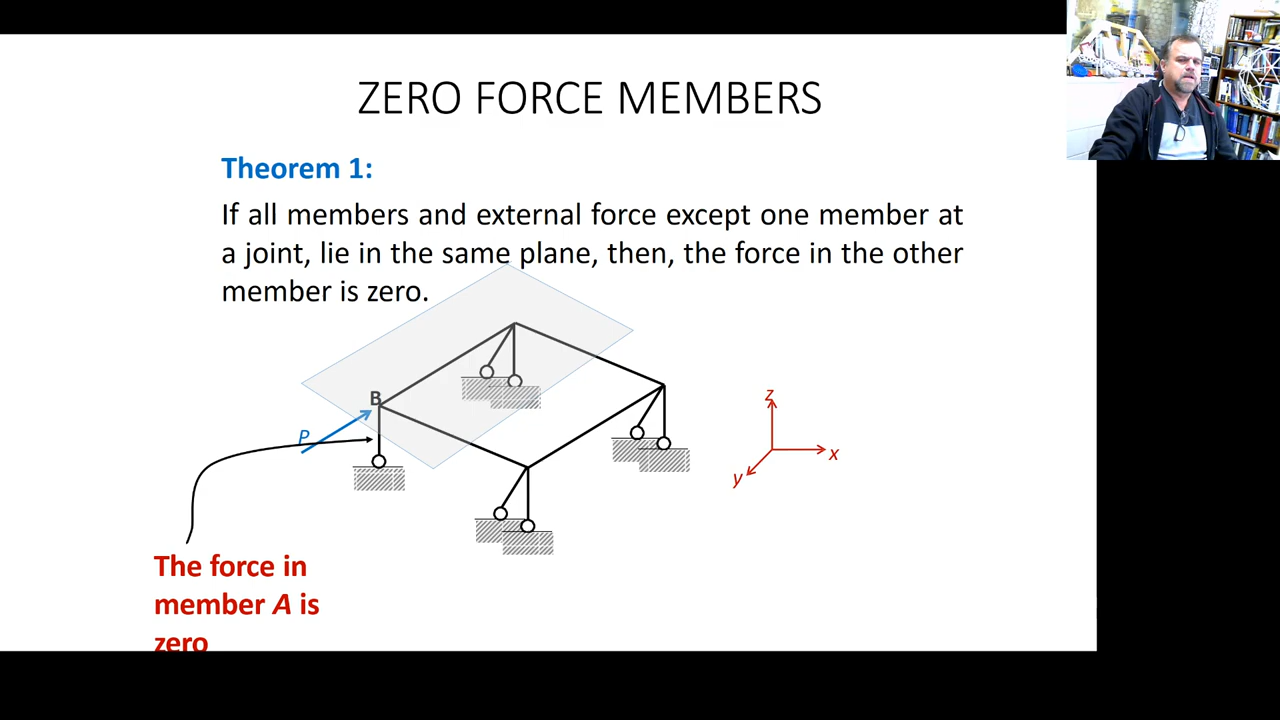 ZERO FORCE MEMBERS
Theorem 1:
If all members and external force except one member at
a joint, lie in the same plane, then, the force in the other
member is zero.
B
P
z
x
y
The force in
member A is
zero